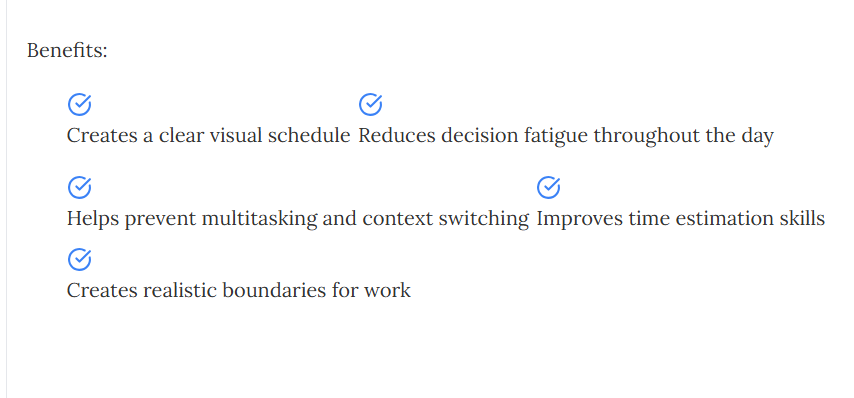 Benefits:
Creates a clear visual schedule Reduces decision fatigue throughout the day
Helps prevent multitasking and context switching Improves time estimation skills
Creates realistic boundaries for work